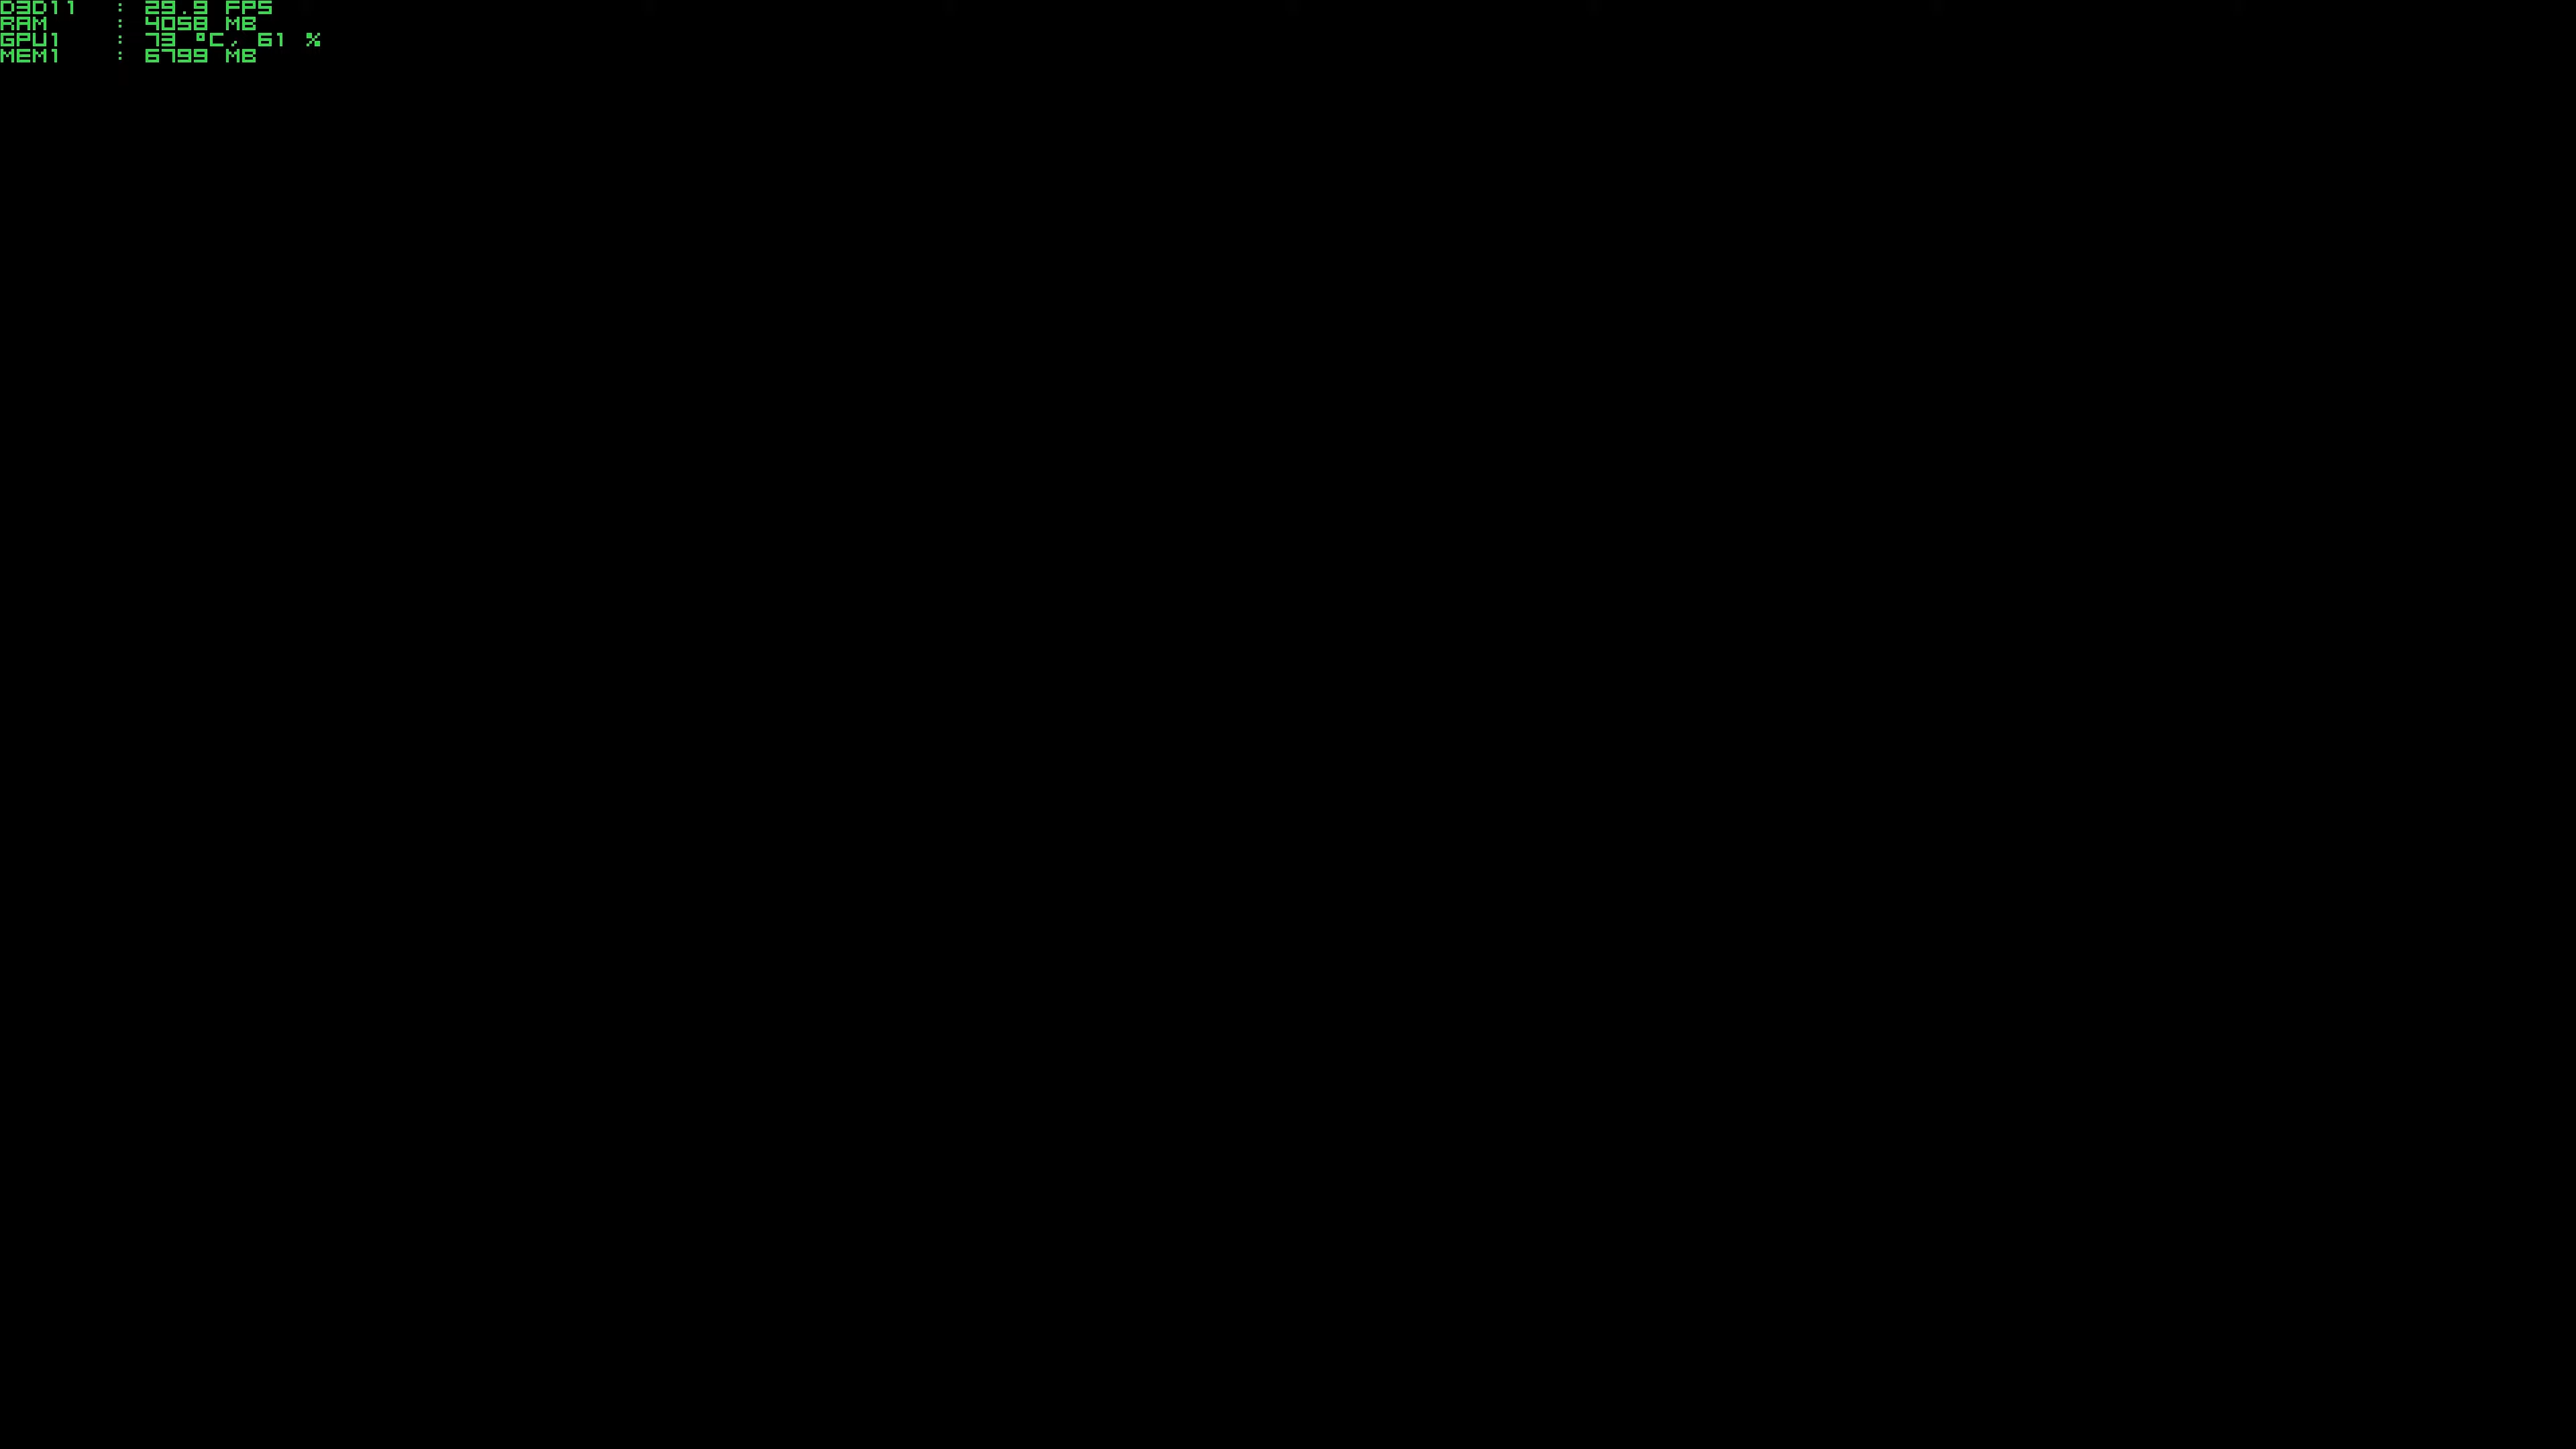 D3D11 : 29.9 FPS
RAM : 4058 MB
GPU1 : 73 °C, 61 %
MEM1 : 6799 MB